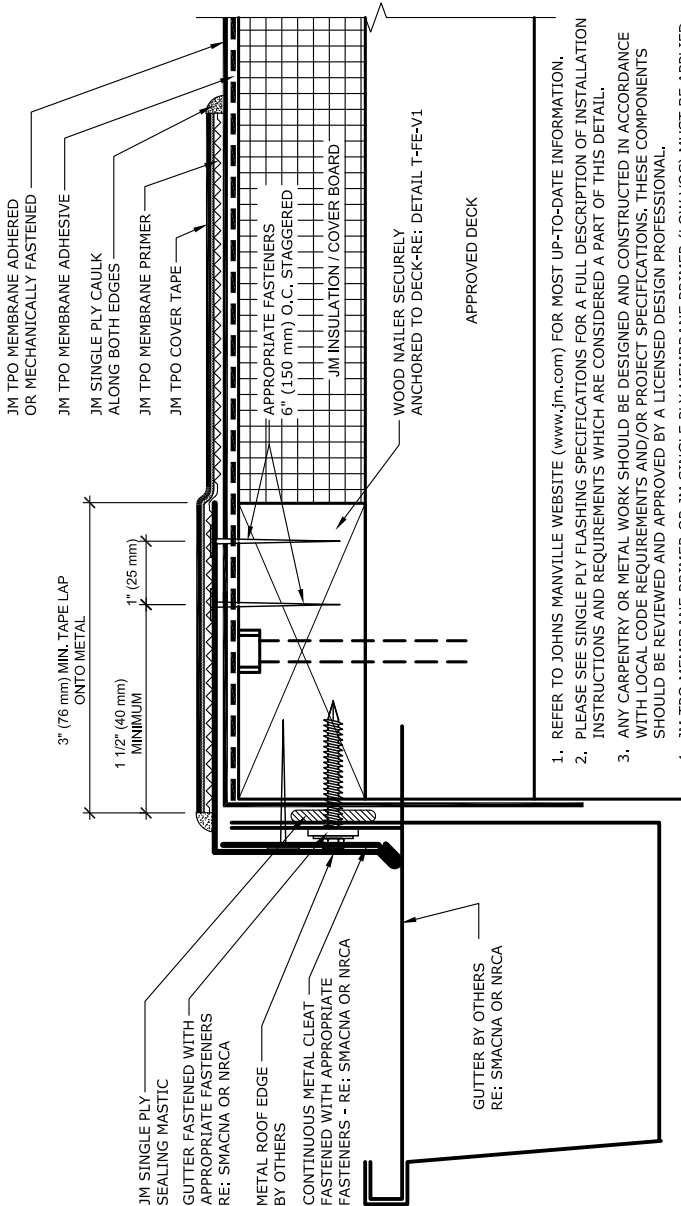 JM TPO MEMBRANE ADHERED
OR MECHANICALLY FASTENED
JM TPO MEMBRANE ADHESIVE
JM SINGLE PLY CAULK
ALONG BOTH EDGES
JM TPO MEMBRANE PRIMER
JM TPO COVER TAPE
3" (76 mm) MIN. TAPE LAP
ONTO METAL
1" (25 mm)
1 1/2" (40 mm)
MINIMUM
APPROPRIATE FASTENERS
6" (150 mm) O.C. STAGGERED
JM INSULATION / COVER BOARD
WOOD NAILER SECURELY
ANCHORED TO DECK-RE: DETAIL T-FE-V1
APPROVED DECK
JM SINGLE PLY
SEALING MASTIC
GUTTER FASTENED WITH
APPROPRIATE FASTENERS
RE: SMACNA OR NRCA
METAL ROOF EDGE
BY OTHERS
CONTINUOUS METAL CLEAT
FASTENED WITH APPROPRIATE
FASTENERS - RE: SMACNA OR NRCA
GUTTER BY OTHERS
RE: SMACNA OR NRCA
1. REFER TO JOHNS MANVILLE WEBSITE (www.jm.com) FOR MOST UP-TO-DATE INFORMATION.
2. PLEASE SEE SINGLE PLY FLASHING SPECIFICATIONS FOR A FULL DESCRIPTION OF INSTALLATION
INSTRUCTIONS AND REQUIREMENTS WHICH ARE CONSIDERED A PART OF THIS DETAIL.
3. ANY CARPENTRY OR METAL WORK SHOULD BE DESIGNED AND CONSTRUCTED IN ACCORDANCE
WITH LOCAL CODE REQUIREMENTS AND/OR PROJECT SPECIFICATIONS. THESE COMPONENTS
SHOULD BE REVIEWED AND APPROVED BY A LICENSED DESIGN PROFESSIONAL.